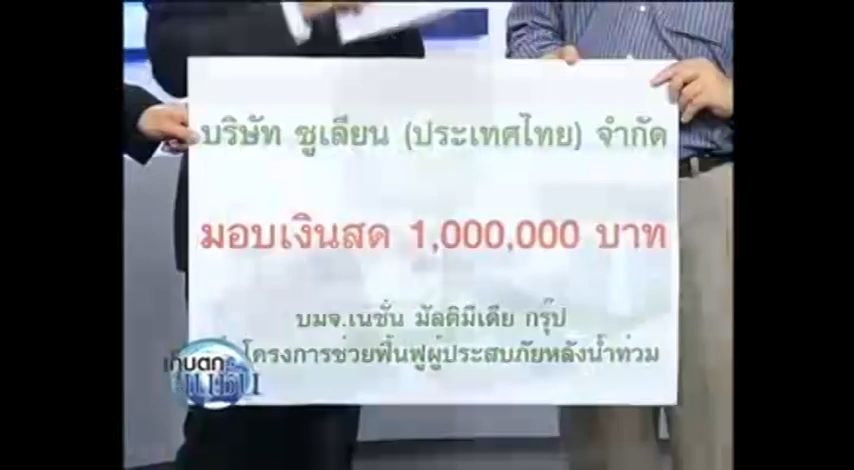 บริษัท ซูเลียน (ประเทศไทย) จำกัด
มอบเงินสด 1,000,000 บาท
บมจ.เนชั่น มัลติมีเดีย กรุ๊ป
โครงการช่วยฟื้นฟูผู้ประสบภัยหลังน้ำท่วม